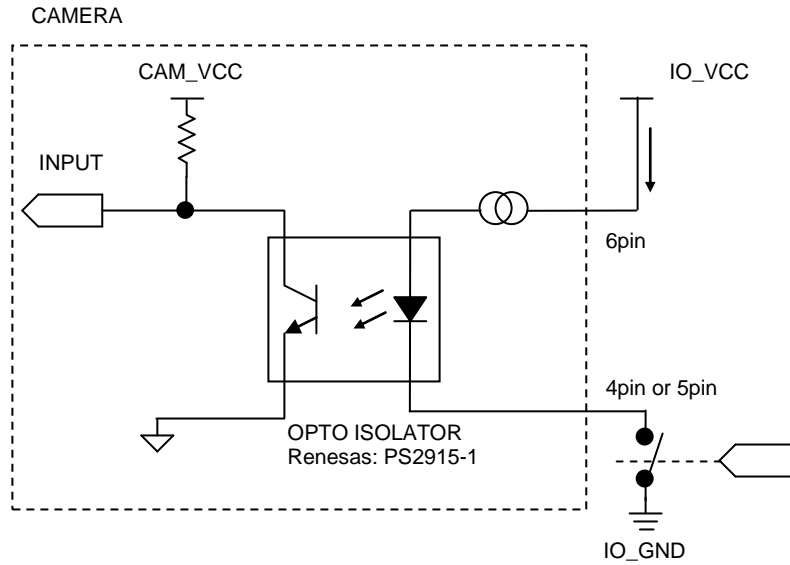 CAMERA
CAM_VCC
IO_VCC
INPUT
6pin
4pin or 5pin
OPTO ISOLATOR
Renesas: PS2915-1
IO_GND